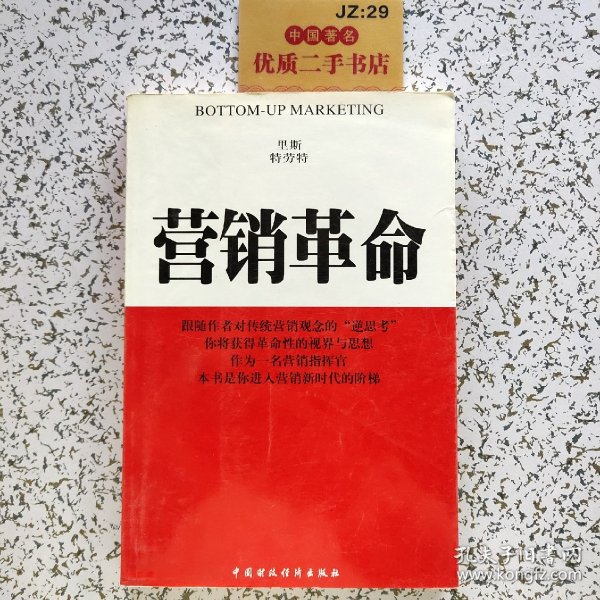 JZ:29
中国著名
优质二手书店
BOTTOM-UP MARKETING
里斯
特劳特
营销革命
跟随作者对传统营销观念的“逆思考”
你将获得革命性的视界与思想
作为一名营销指挥官
本书是你进入营销新时代的阶梯
中国财政经济出版社
孔夫子旧书网
www.kongfz.com